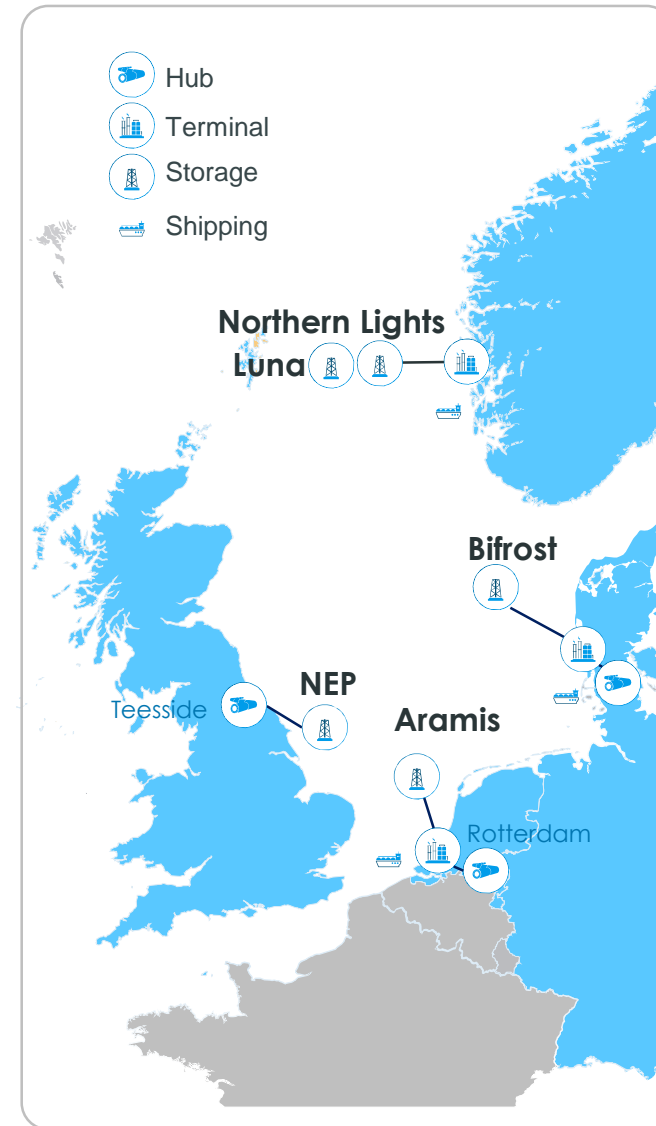 Hub
Terminal
Storage
Shipping
Northern Lights
Luna
Bifrost
NEP
Teesside
Aramis
Rotterdam